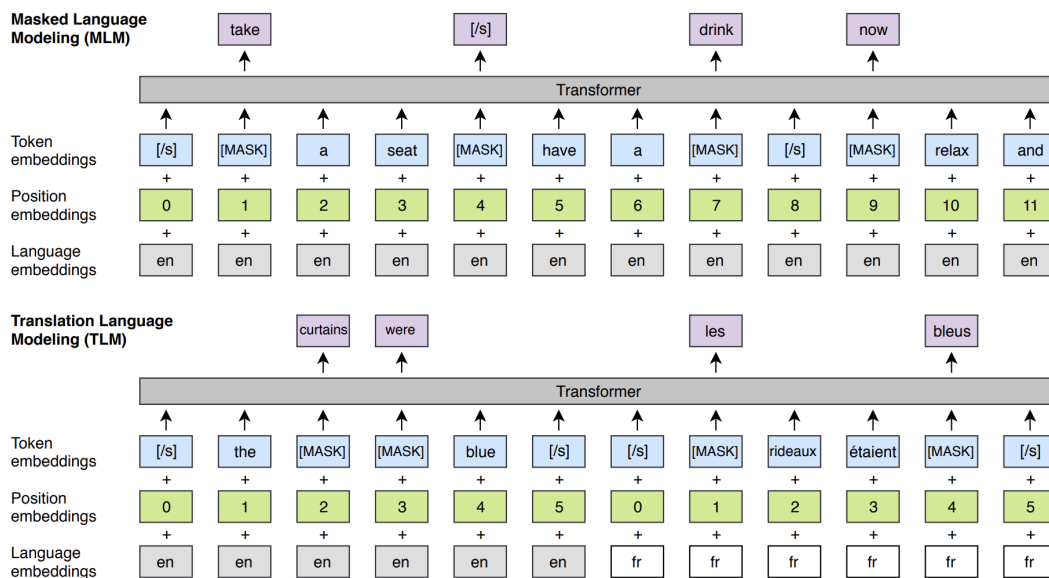 Masked Language
Modeling (MLM)
take [/s] drink now
Transformer
Token
embeddings
[/s] [MASK] a seat [MASK] have a [MASK] [/s] [MASK] relax and
+ + + + + + + + + + + +
Position
embeddings
0 1 2 3 4 5 6 7 8 9 10 11
+ + + + + + + + + + + +
Language
embeddings
en en en en en en en en en en en en
Translation Language
Modeling (TLM)
curtains were les bleus
Transformer
Token
embeddings
[/s] the [MASK] [MASK] blue [/s] [/s] [MASK] rideaux étaient [MASK] [/s]
+ + + + + + + + + + + +
Position
embeddings
0 1 2 3 4 5 0 1 2 3 4 5
+ + + + + + + + + + + +
Language
embeddings
en en en en en en fr fr fr fr fr fr